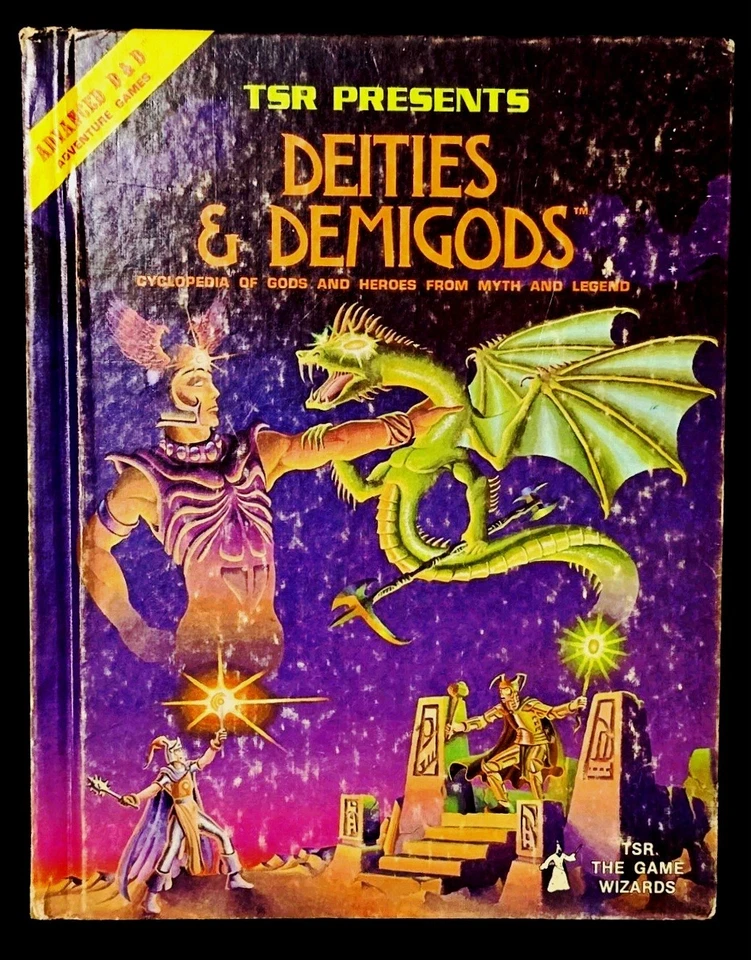 ADVANCED D&D
ADVENTURE GAMES
TSR PRESENTS
DEITIES
& DEMIGODS™
CYCLOPEDIA OF GODS AND HEROES FROM MYTH AND LEGEND
TSR.
THE GAME
WIZARDS